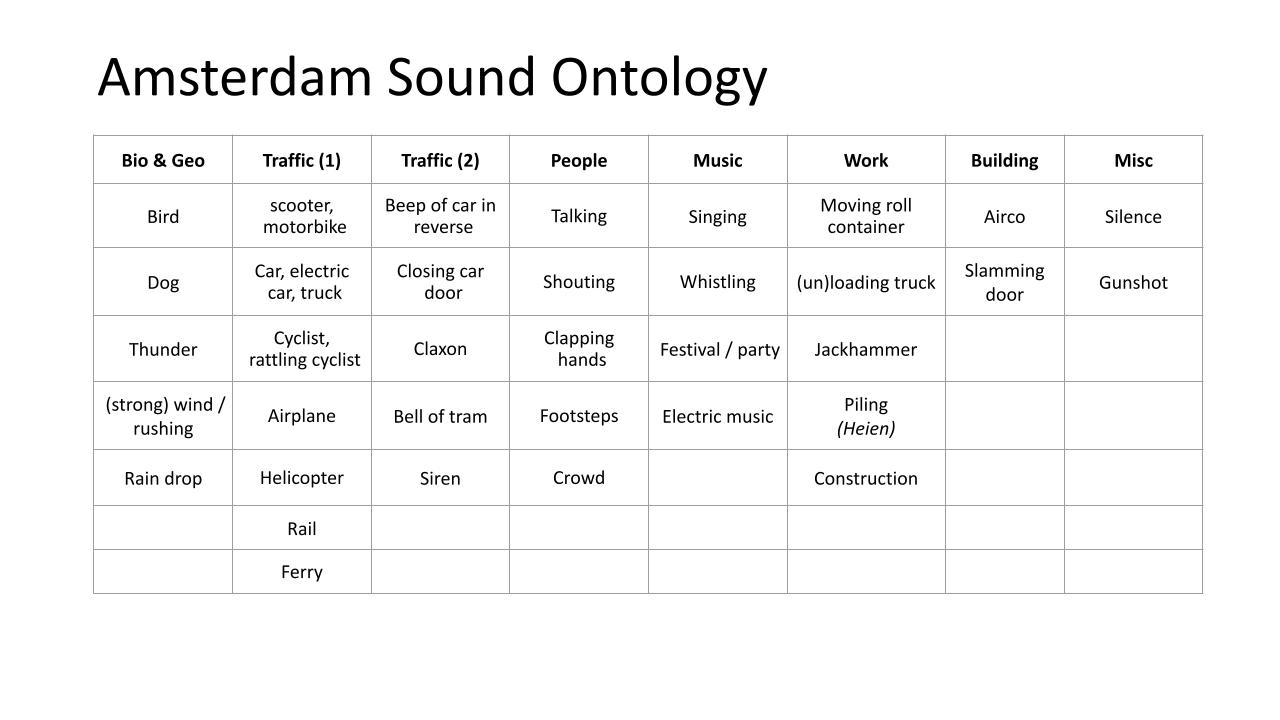 Amsterdam Sound Ontology
Bio & Geo
Traffic (1)
Traffic (2)
People
Music
Work
Building
Misc
Bird
scooter,
motorbike
Beep of car in
reverse
Talking
Singing
Moving roll
container
Airco
Silence
Dog
Car, electric
car, truck
Closing car
door
Shouting
Whistling
(un)loading truck
Slamming
door
Gunshot
Thunder
Cyclist,
rattling cyclist
Claxon
Clapping
hands
Festival / party
Jackhammer
(strong) wind /
rushing
Airplane
Bell of tram
Footsteps
Electric music
Piling
(Heien)
Rain drop
Helicopter
Siren
Crowd
Construction
Rail
Ferry